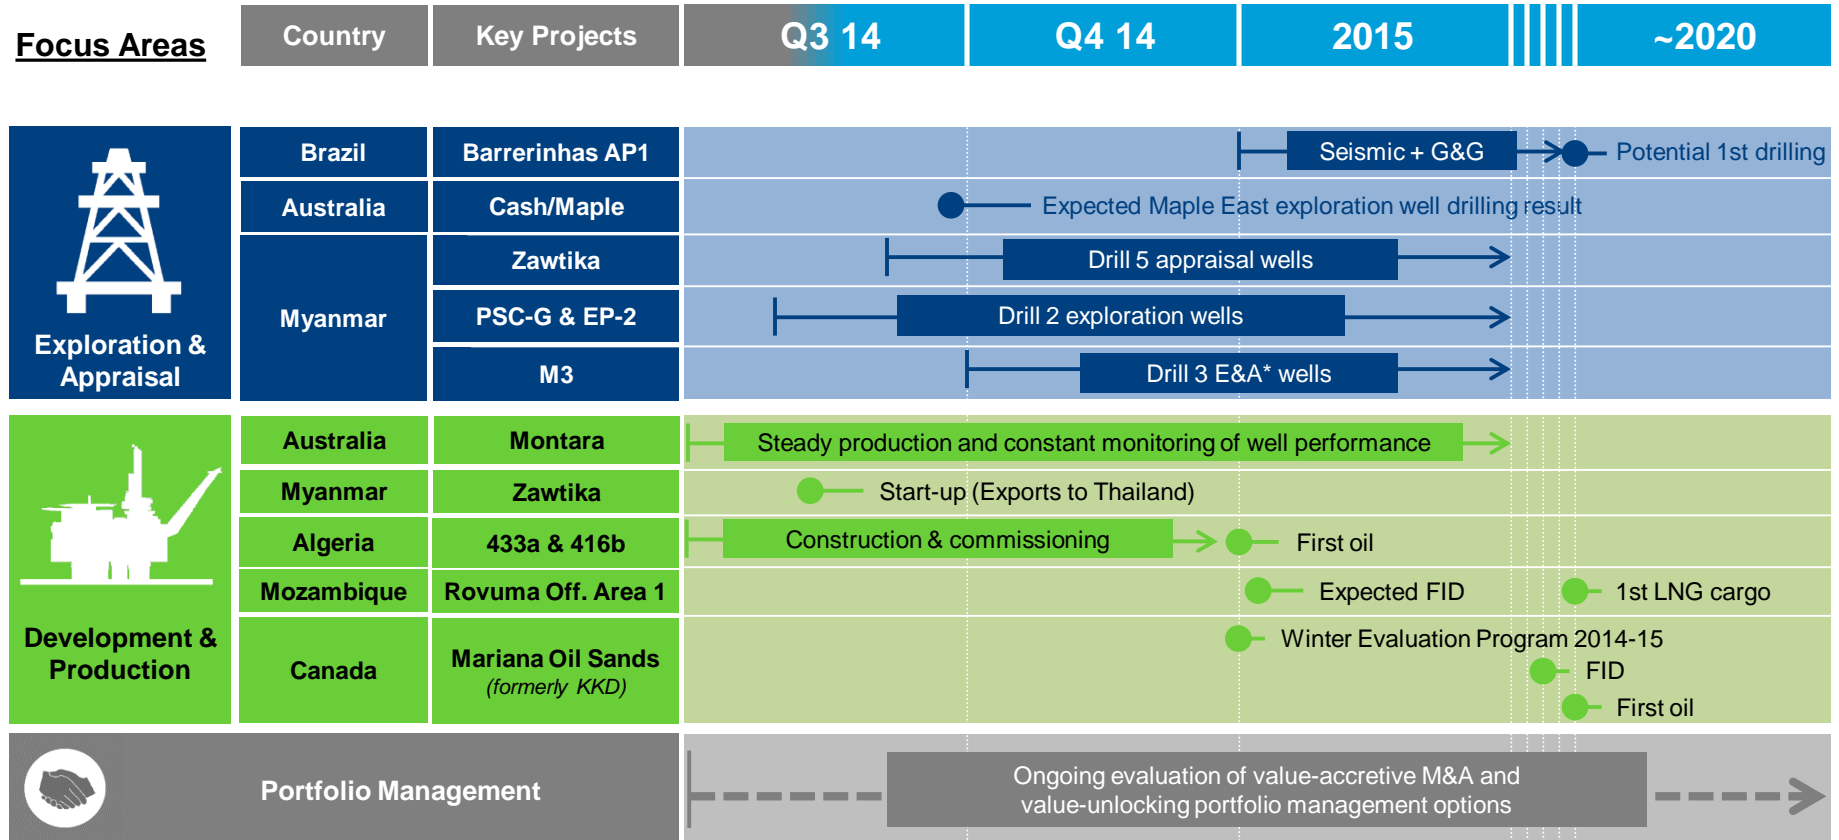 Focus Areas
Country
Key Projects
Q3 14
Q4 14
2015
~2020
Exploration &
Appraisal
Brazil
Barrerinhas AP1
Seismic + G&G
Potential 1st drilling
Australia
Cash/Maple
Expected Maple East exploration well drilling result
Myanmar
Zawtika
Drill 5 appraisal wells
PSC-G & EP-2
Drill 2 exploration wells
M3
Drill 3 E&A* wells
Development &
Production
Australia
Montara
Steady production and constant monitoring of well performance
Myanmar
Zawtika
Start-up (Exports to Thailand)
Algeria
433a & 416b
Construction & commissioning
First oil
Mozambique
Rovuma Off. Area 1
Expected FID
1st LNG cargo
Canada
Mariana Oil Sands
(formerly KKD)
Winter Evaluation Program 2014-15
FID
First oil
Portfolio Management
Ongoing evaluation of value-accretive M&A and
value-unlocking portfolio management options